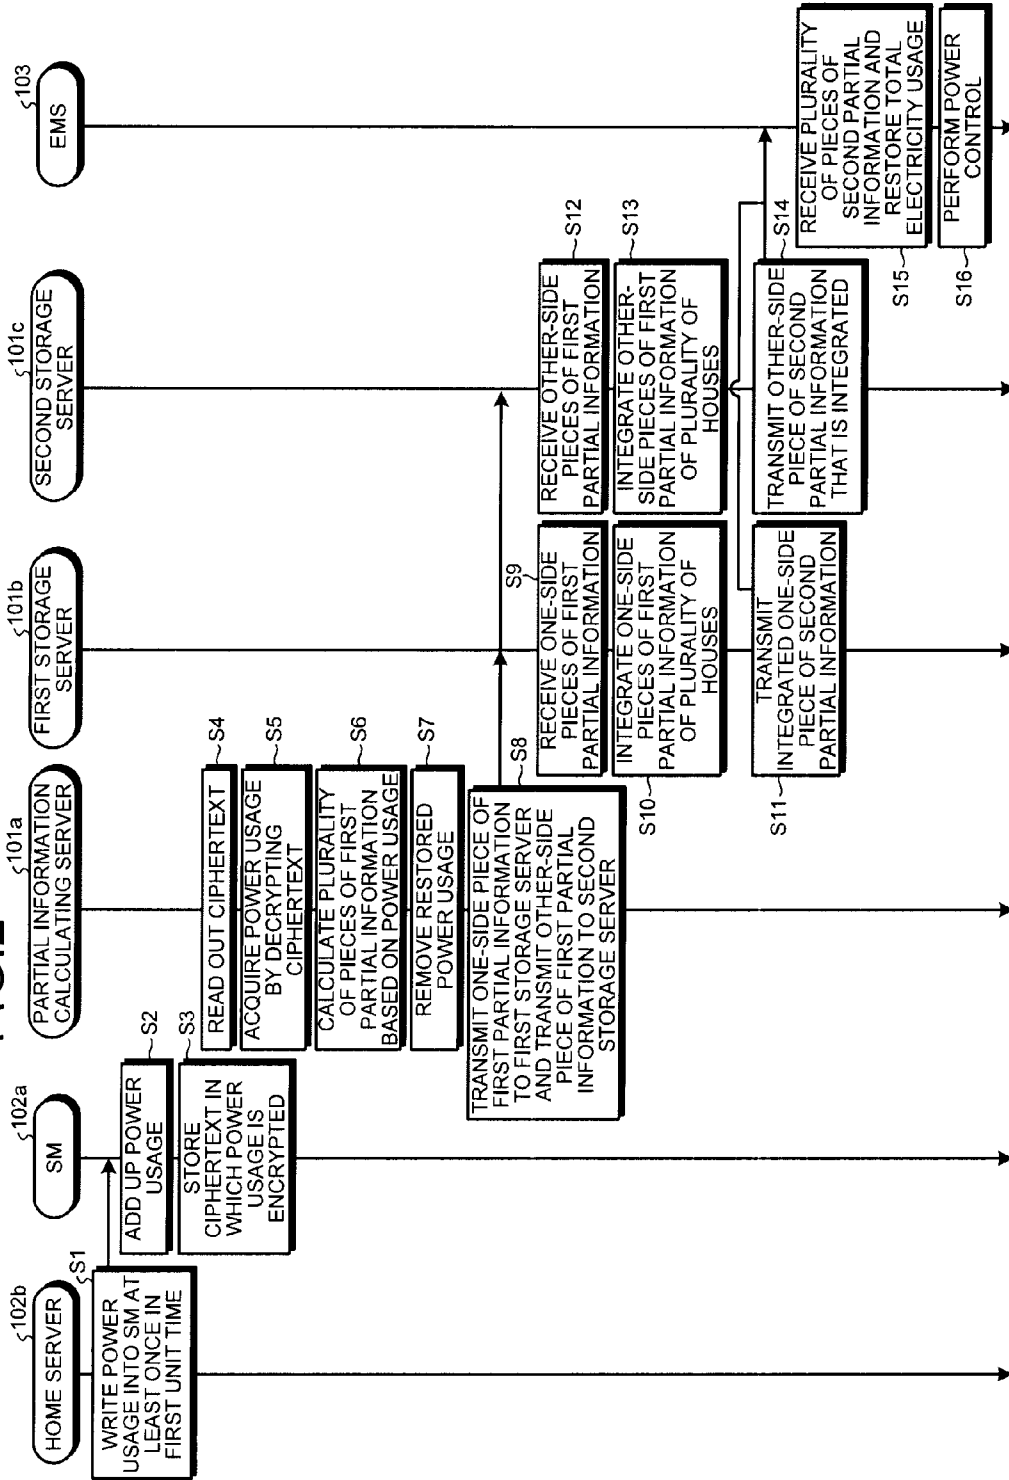 102b
HOME SERVER
S1
WRITE POWER
USAGE INTO SM AT
LEAST ONCE IN
FIRST UNIT TIME
102a
SM
S2
ADD UP POWER
USAGE
S3
STORE
CIPHERTEXT IN
WHICH POWER
USAGE IS
ENCRYPTED
101a
PARTIAL INFORMATION
CALCULATING SERVER
S4
READ OUT CIPHERTEXT
S5
ACQUIRE POWER USAGE
BY DECRYPTING
CIPHERTEXT
S6
CALCULATE PLURALITY
OF PIECES OF FIRST
PARTIAL INFORMATION
BASED ON POWER USAGE
S7
REMOVE RESTORED
POWER USAGE
S8
TRANSMIT ONE-SIDE PIECE OF
FIRST PARTIAL INFORMATION
TO FIRST STORAGE SERVER
AND TRANSMIT OTHER-SIDE
PIECE OF FIRST PARTIAL
INFORMATION TO SECOND
STORAGE SERVER
101b
FIRST STORAGE
SERVER
S9
RECEIVE ONE-SIDE
PIECES OF FIRST
PARTIAL INFORMATION
S10
INTEGRATE ONE-SIDE
PIECES OF FIRST
PARTIAL INFORMATION
OF PLURALITY OF
HOUSES
S11
TRANSMIT
INTEGRATED ONE-SIDE
PIECE OF SECOND
PARTIAL INFORMATION
101c
SECOND STORAGE
SERVER
S12
RECEIVE OTHER-SIDE
PIECES OF FIRST
PARTIAL INFORMATION
S13
INTEGRATE OTHER-
SIDE PIECES OF FIRST
PARTIAL INFORMATION
OF PLURALITY OF
HOUSES
S14
TRANSMIT OTHER-SIDE
PIECE OF SECOND
PARTIAL INFORMATION
THAT IS INTEGRATED
103
EMS
S15
RECEIVE PLURALITY
OF PIECES OF
SECOND PARTIAL
INFORMATION AND
RESTORE TOTAL
ELECTRICITY USAGE
S16
PERFORM POWER
CONTROL